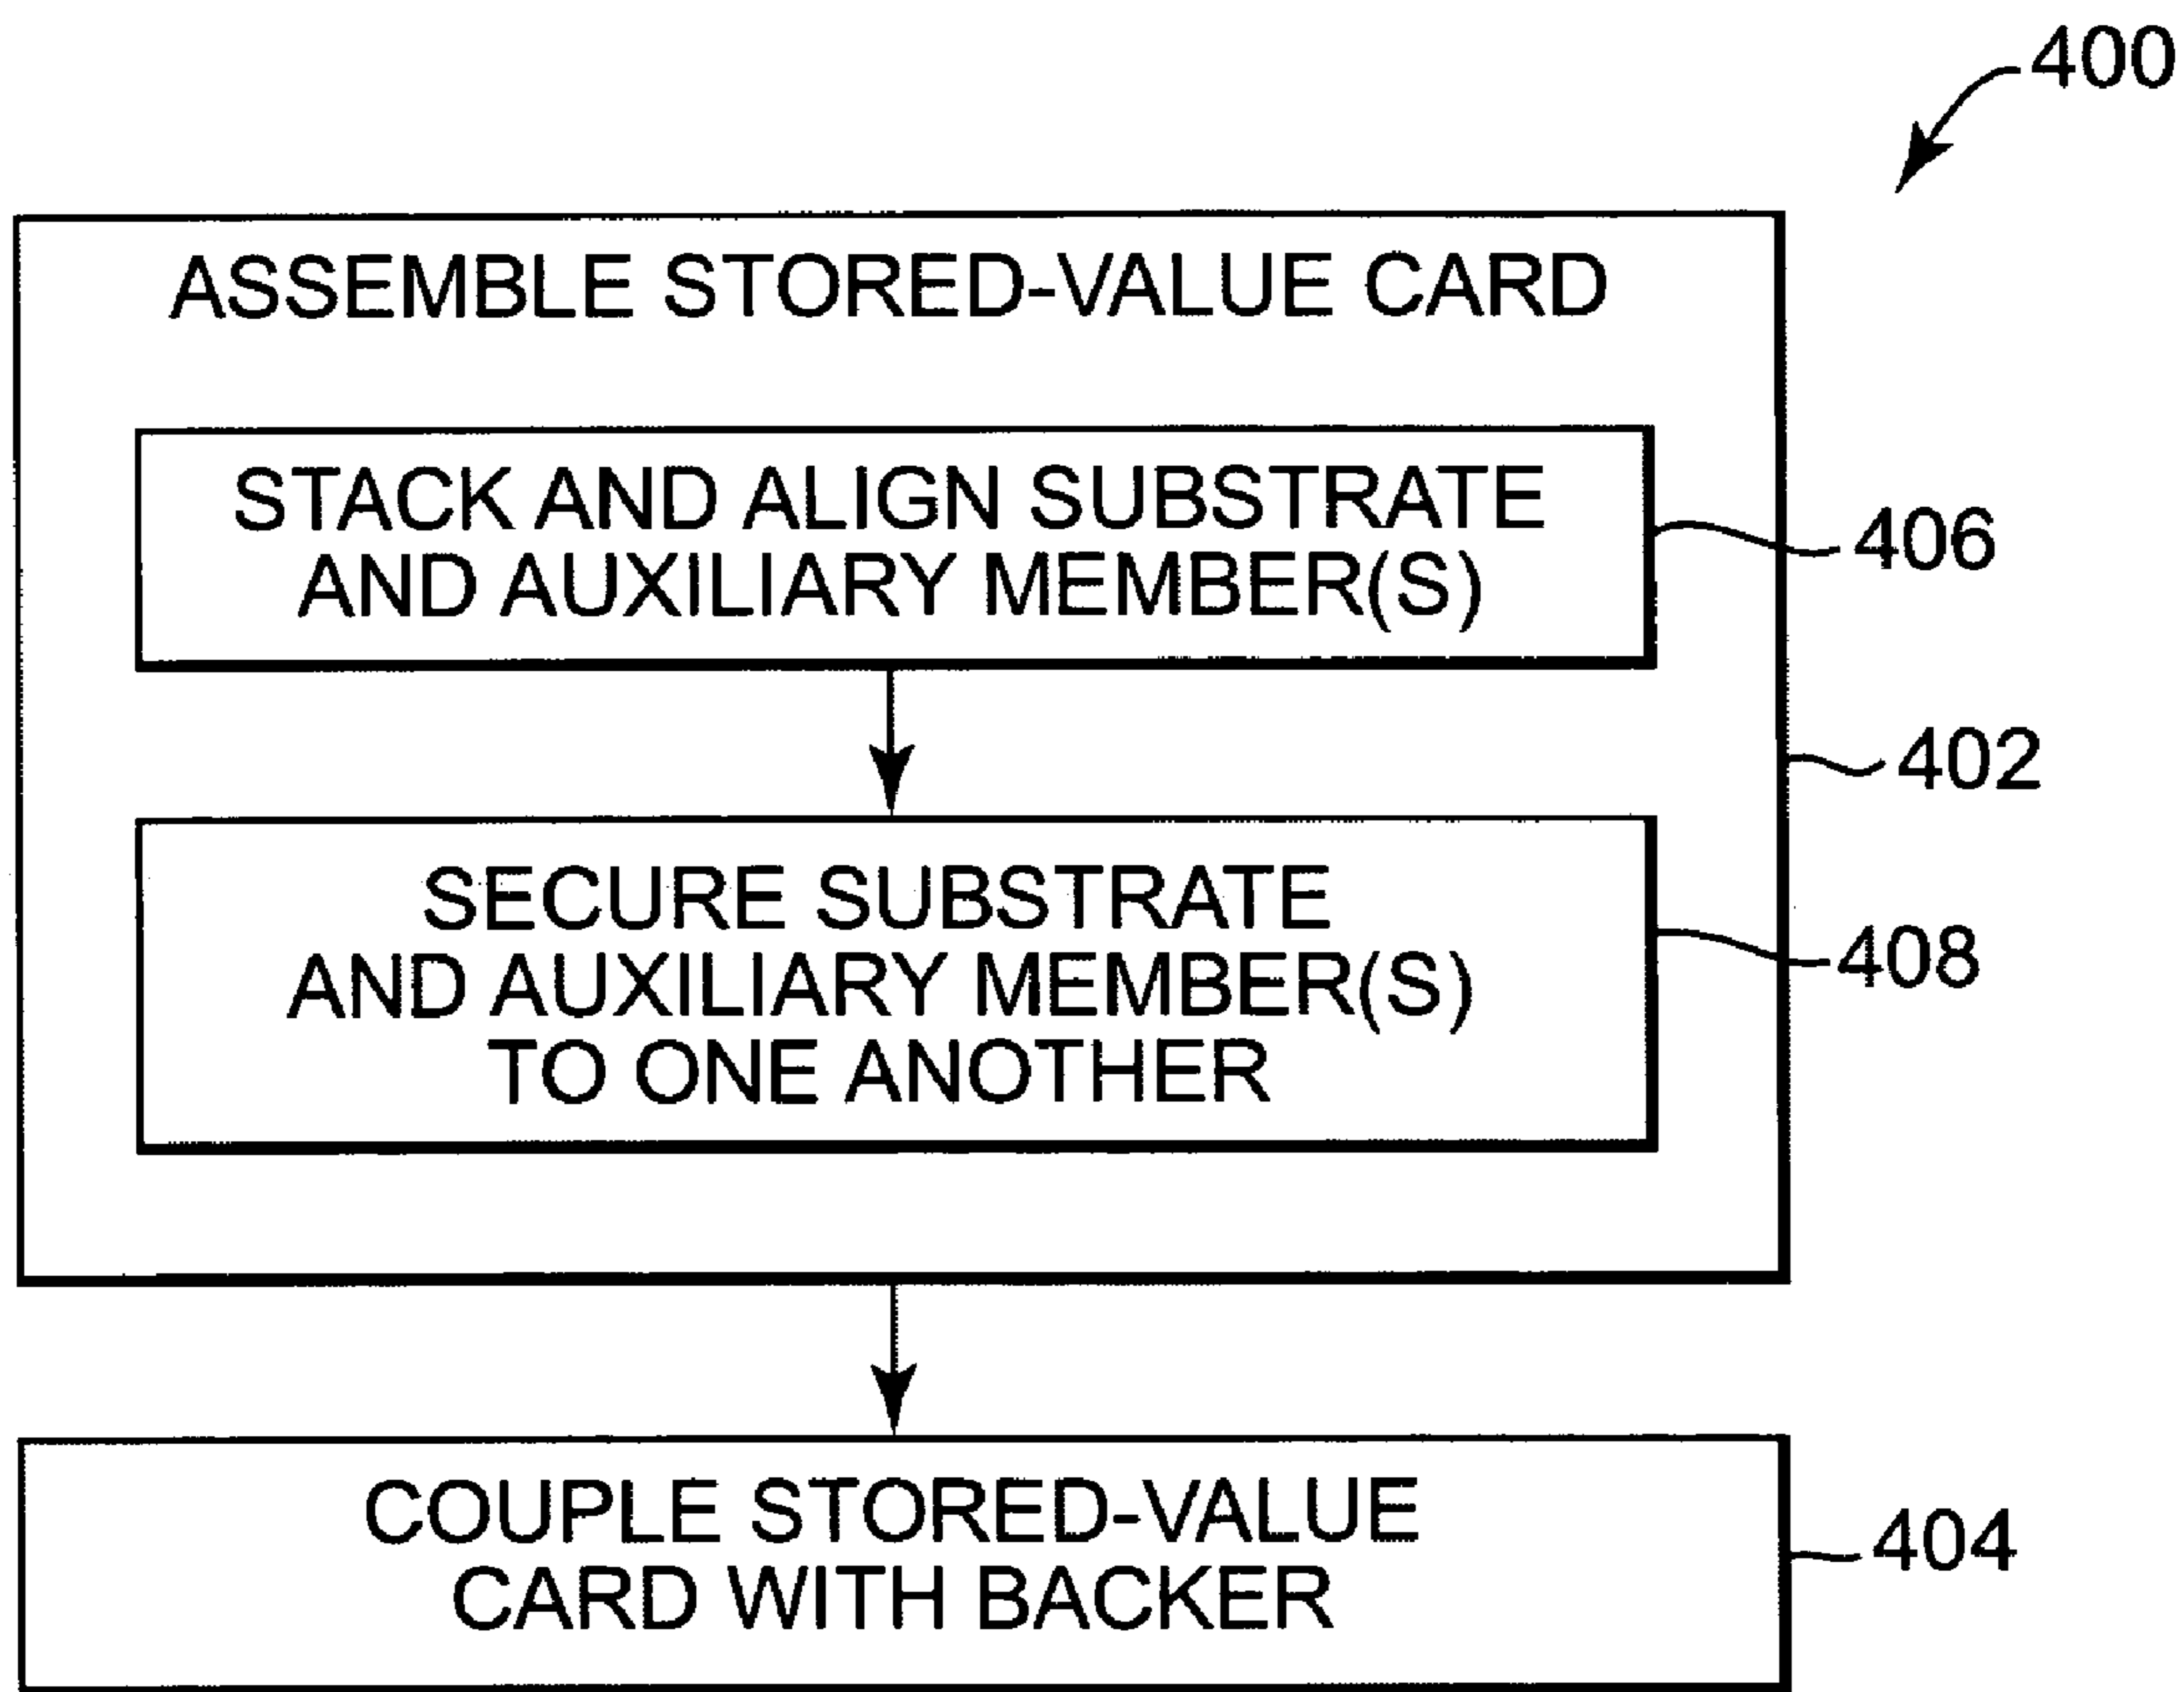 400
ASSEMBLE STORED-VALUE CARD
STACK AND ALIGN SUBSTRATE
AND AUXILIARY MEMBER(S)
406
402
SECURE SUBSTRATE
AND AUXILIARY MEMBER(S)
TO ONE ANOTHER
408
COUPLE STORED-VALUE
CARD WITH BACKER
404